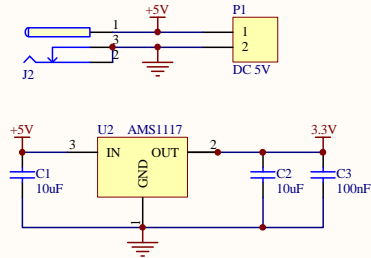 +5V
P1
1
1
3
2
2
J2
DC 5V
+5V
U2 AMS1117
3.3V
3
IN
OUT
2
GND
C1
10uF
C2
10uF
C3
100nF
1